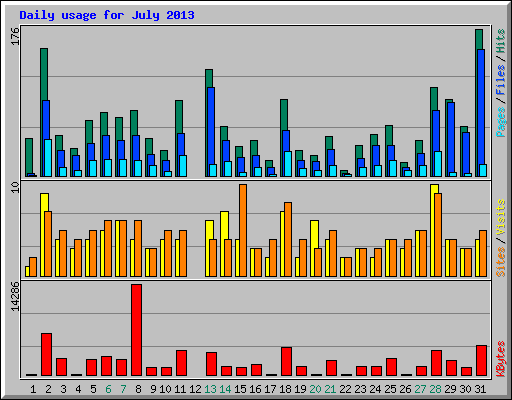 Daily usage for July 2013
176
Pages / Files / Hits
10
Sites / Visits
14286
KBytes
1 2 3 4 5 6 7 8 9 10 11 12 13 14 15 16 17 18 19 20 21 22 23 24 25 26 27 28 29 30 31